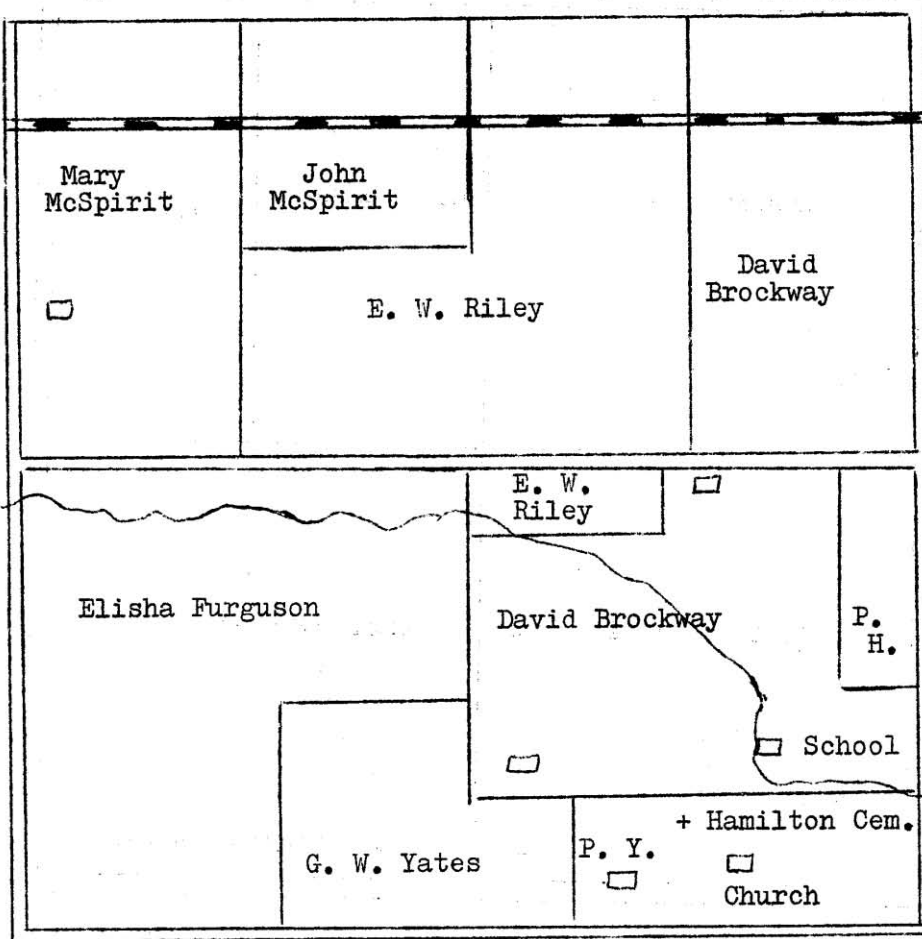 Mary
McSpirit
John
McSpirit
E. W. Riley
David
Brockway
E. W.
Riley
Elisha Furguson
David Brockway
P.
H.
School
G. W. Yates
P. Y.
+ Hamilton Cem.
Church